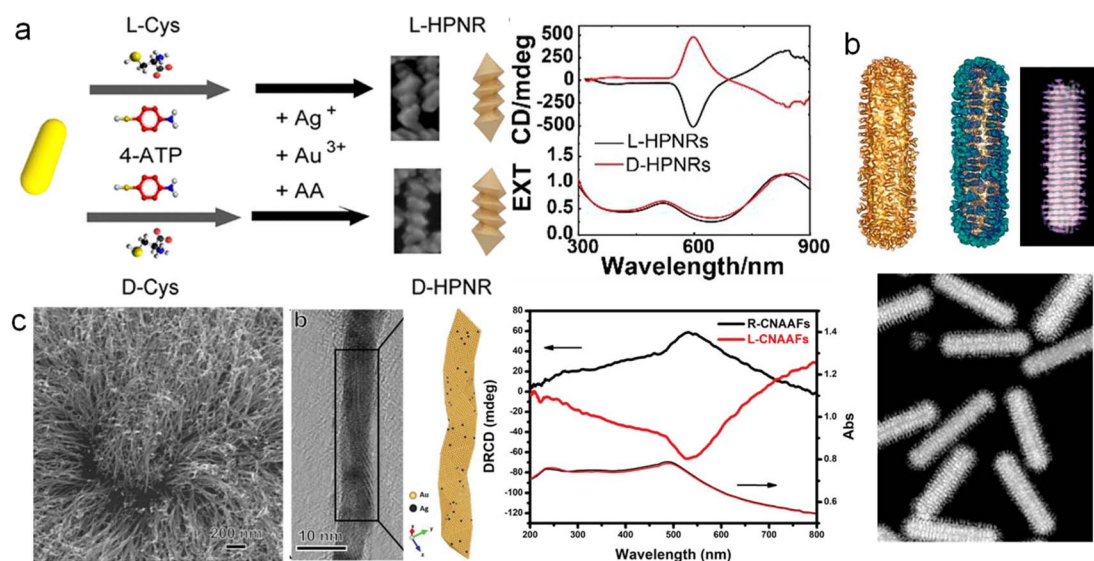 a
L-Cys
4-ATP
D-Cys
+ Ag +
+ Au 3+
+ AA
L-HPNR
D-HPNR
CD/mdeg
500
250
0
-250
-500
L-HPNRs
D-HPNRs
EXT
1.5
1.0
0.5
0.0
300
600
900
Wavelength/nm
b
c
200 nm
b
10 nm
Au
Ag
z
y
x
DRCD (mdeg)
80
60
40
20
0
-20
-40
-60
-80
-100
-120
R-CNAAFs
L-CNAAFs
1.4
1.2
1.0
0.8
0.6
Abs
200
300
400
500
600
700
800
Wavelength (nm)